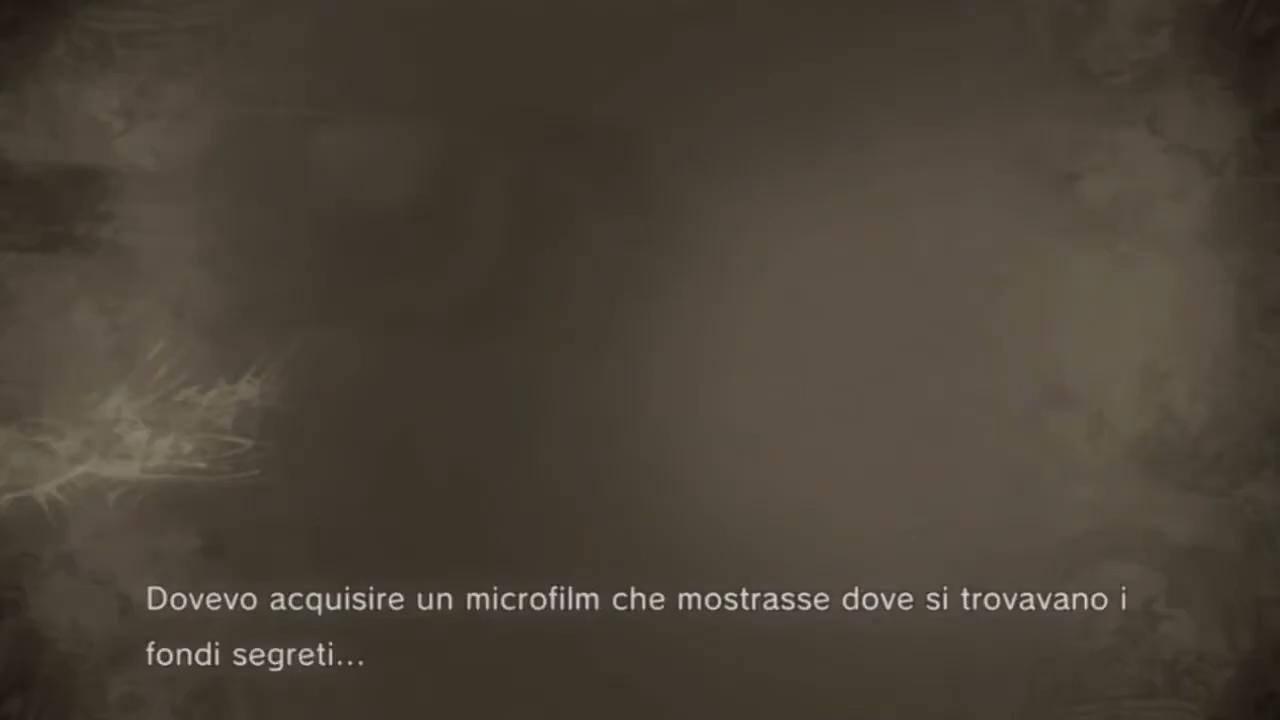 Dovevo acquisire un microfilm che mostrasse dove si trovavano i
fondi segreti...